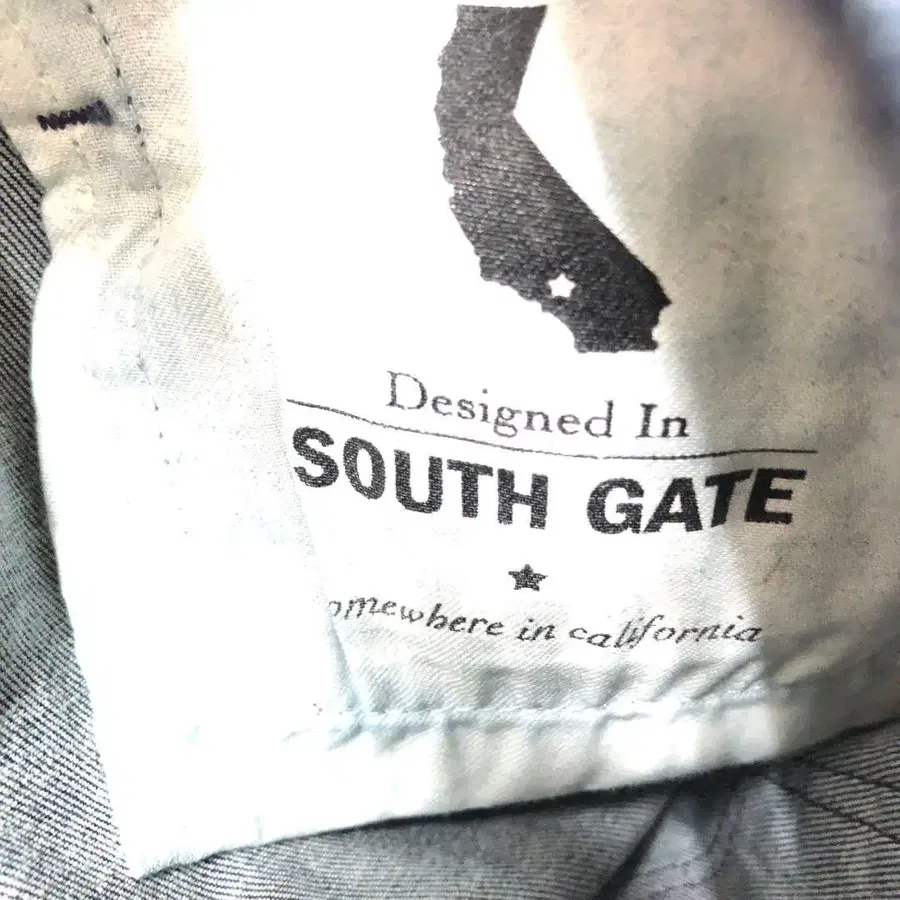 Designed In
SOUTH GATE
omewhere in california